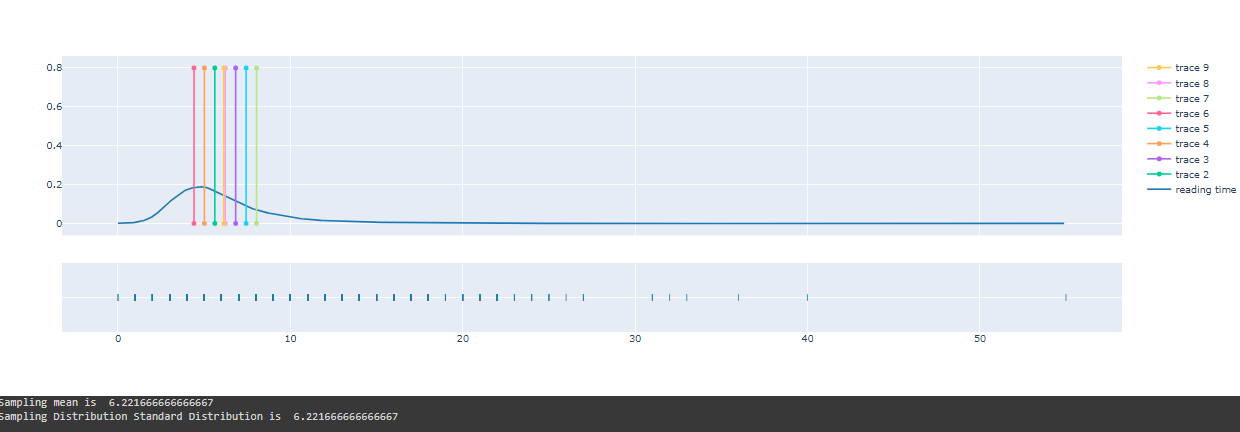 0.8
0.6
0.4
0.2
0
trace 9
trace 8
trace 7
trace 6
trace 5
trace 4
trace 3
trace 2
reading time
0 10 20 30 40 50
Sampling mean is  6.221666666666667
Sampling Distribution Standard Distribution is  6.221666666666667